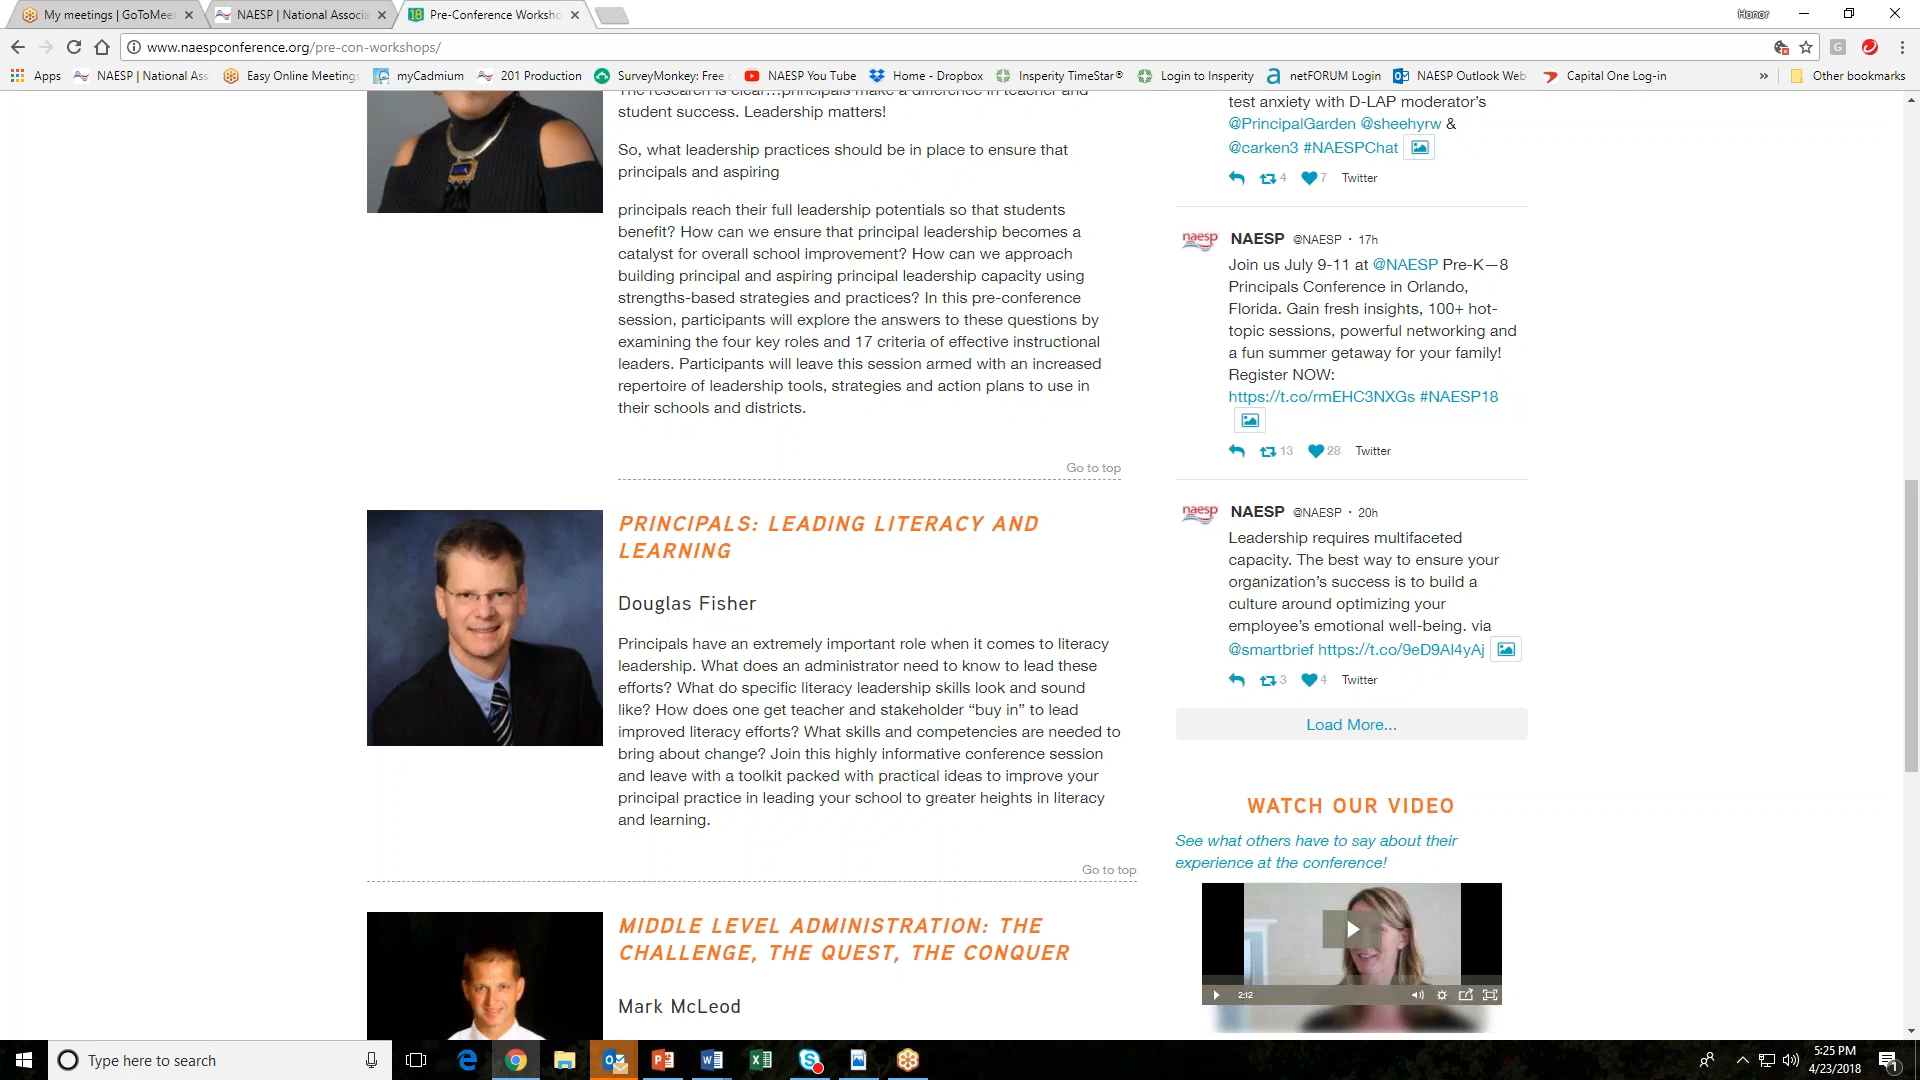 My meetings | GoToMeet
NAESP | National Associa
Pre-Conference Worksho
Honor
www.naespconference.org/pre-con-workshops/
Apps
NAESP | National Ass
Easy Online Meetings
myCadmium
201 Production
SurveyMonkey: Free
NAESP You Tube
Home - Dropbox
Insperity TimeStar®
Login to Insperity
netFORUM Login
NAESP Outlook Web
Capital One Log-in
»
Other bookmarks
The research is clear…principals make a difference in teacher and
student success. Leadership matters!
So, what leadership practices should be in place to ensure that
principals and aspiring
principals reach their full leadership potentials so that students
benefit? How can we ensure that principal leadership becomes a
catalyst for overall school improvement? How can we approach
building principal and aspiring principal leadership capacity using
strengths-based strategies and practices? In this pre-conference
session, participants will explore the answers to these questions by
examining the four key roles and 17 criteria of effective instructional
leaders. Participants will leave this session armed with an increased
repertoire of leadership tools, strategies and action plans to use in
their schools and districts.
Go to top
PRINCIPALS: LEADING LITERACY AND
LEARNING
Douglas Fisher
Principals have an extremely important role when it comes to literacy
leadership. What does an administrator need to know to lead these
efforts? What do specific literacy leadership skills look and sound
like? How does one get teacher and stakeholder “buy in” to lead
improved literacy efforts? What skills and competencies are needed to
bring about change? Join this highly informative conference session
and leave with a toolkit packed with practical ideas to improve your
principal practice in leading your school to greater heights in literacy
and learning.
Go to top
MIDDLE LEVEL ADMINISTRATION: THE
CHALLENGE, THE QUEST, THE CONQUER
Mark McLeod
test anxiety with D-LAP moderator’s
@PrincipalGarden @sheehyrw &
@carken3 #NAESPChat
4 7 Twitter
naesp NAESP @NAESP · 17h
Join us July 9-11 at @NAESP Pre-K—8
Principals Conference in Orlando,
Florida. Gain fresh insights, 100+ hot-
topic sessions, powerful networking and
a fun summer getaway for your family!
Register NOW:
https://t.co/rmEHC3NXGs #NAESP18
13 28 Twitter
naesp NAESP @NAESP · 20h
Leadership requires multifaceted
capacity. The best way to ensure your
organization’s success is to build a
culture around optimizing your
employee’s emotional well-being. via
@smartbrief https://t.co/9eD9Al4yAj
3 4 Twitter
Load More...
WATCH OUR VIDEO
See what others have to say about their
experience at the conference!
2:12
Type here to search
5:25 PM
4/23/2018
1